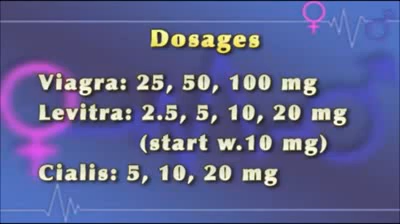 Dosages
Viagra: 25, 50, 100 mg
Levitra: 2.5, 5, 10, 20 mg
(start w.10 mg)
Cialis: 5, 10, 20 mg